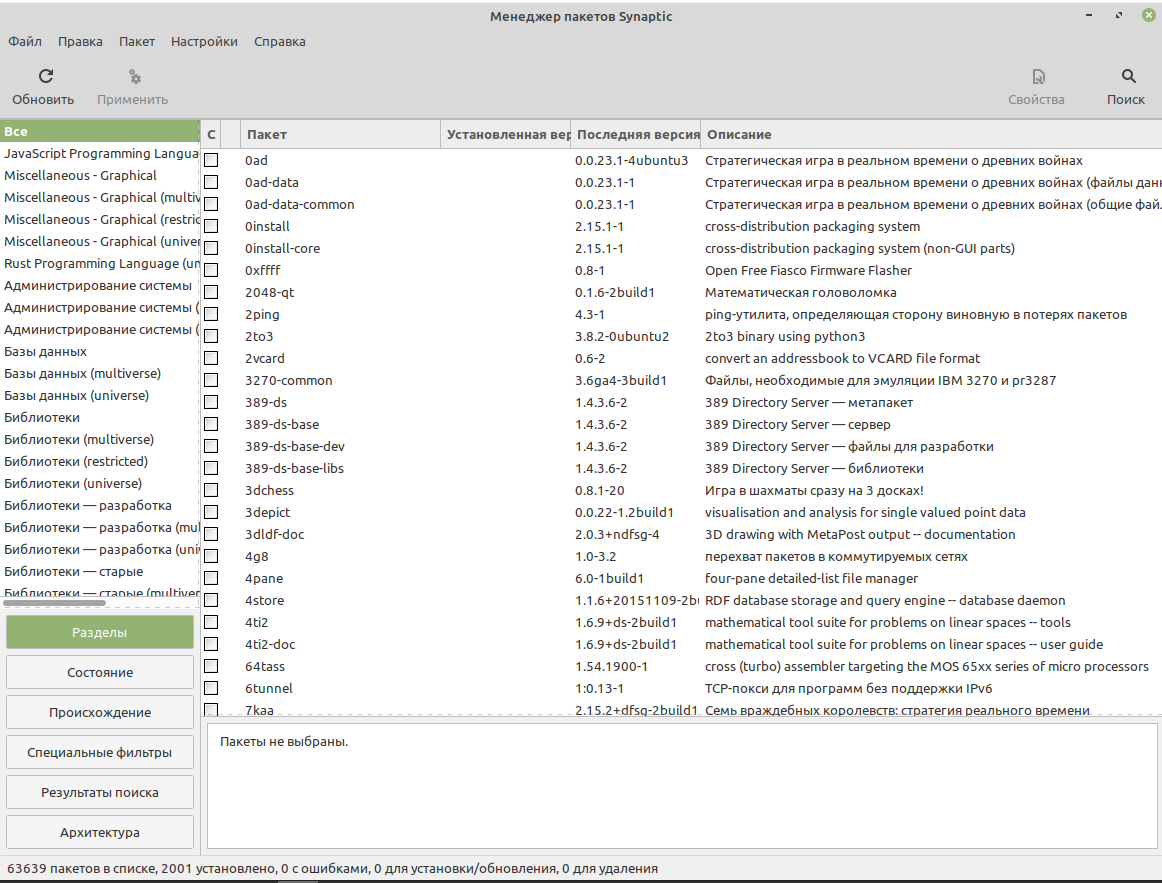 Менеджер пакетов Synaptic
Файл Правка Пакет Настройки Справка
Обновить Применить Свойства Поиск
Все
JavaScript Programming Langua
Miscellaneous - Graphical
Miscellaneous - Graphical (multiv
Miscellaneous - Graphical (restric
Miscellaneous - Graphical (univer
Rust Programming Language (un
Администрирование системы
Администрирование системы (
Администрирование системы (
Базы данных
Базы данных (multiverse)
Базы данных (universe)
Библиотеки
Библиотеки (multiverse)
Библиотеки (restricted)
Библиотеки (universe)
Библиотеки — разработка
Библиотеки — разработка (mul
Библиотеки — разработка (uni
Библиотеки — старые
Библиотеки — старые (multiver
Разделы
Состояние
Происхождение
Специальные фильтры
Результаты поиска
Архитектура
С Пакет Установленная вер Последняя версия Описание
0ad 0.0.23.1-4ubuntu3 Стратегическая игра в реальном времени о древних войнах
0ad-data 0.0.23.1-1 Стратегическая игра в реальном времени о древних войнах (файлы данн
0ad-data-common 0.0.23.1-1 Стратегическая игра в реальном времени о древних войнах (общие фай
0install 2.15.1-1 cross-distribution packaging system
0install-core 2.15.1-1 cross-distribution packaging system (non-GUI parts)
0xffff 0.8-1 Open Free Fiasco Firmware Flasher
2048-qt 0.1.6-2build1 Математическая головоломка
2ping 4.3-1 ping-утилита, определяющая сторону виновную в потерях пакетов
2to3 3.8.2-0ubuntu2 2to3 binary using python3
2vcard 0.6-2 convert an addressbook to VCARD file format
3270-common 3.6ga4-3build1 Файлы, необходимые для эмуляции IBM 3270 и pr3287
389-ds 1.4.3.6-2 389 Directory Server — метапакет
389-ds-base 1.4.3.6-2 389 Directory Server — сервер
389-ds-base-dev 1.4.3.6-2 389 Directory Server — файлы для разработки
389-ds-base-libs 1.4.3.6-2 389 Directory Server — библиотеки
3dchess 0.8.1-20 Игра в шахматы сразу на 3 досках!
3depict 0.0.22-1.2build1 visualisation and analysis for single valued point data
3dldf-doc 2.0.3+ndfsg-4 3D drawing with MetaPost output -- documentation
4g8 1.0-3.2 перехват пакетов в коммутируемых сетях
4pane 6.0-1build1 four-pane detailed-list file manager
4store 1.1.6+20151109-2bu RDF database storage and query engine -- database daemon
4ti2 1.6.9+ds-2build1 mathematical tool suite for problems on linear spaces -- tools
4ti2-doc 1.6.9+ds-2build1 mathematical tool suite for problems on linear spaces -- user guide
64tass 1.54.1900-1 cross (turbo) assembler targeting the MOS 65xx series of micro processors
6tunnel 1:0.13-1 TCP-покси для программ без поддержки IPv6
7kaa 2.15.2+dfsg-2build1 Семь враждебных королевств: стратегия реального времени
Пакеты не выбраны.
63639 пакетов в списке, 2001 установлено, 0 с ошибками, 0 для установки/обновления, 0 для удаления